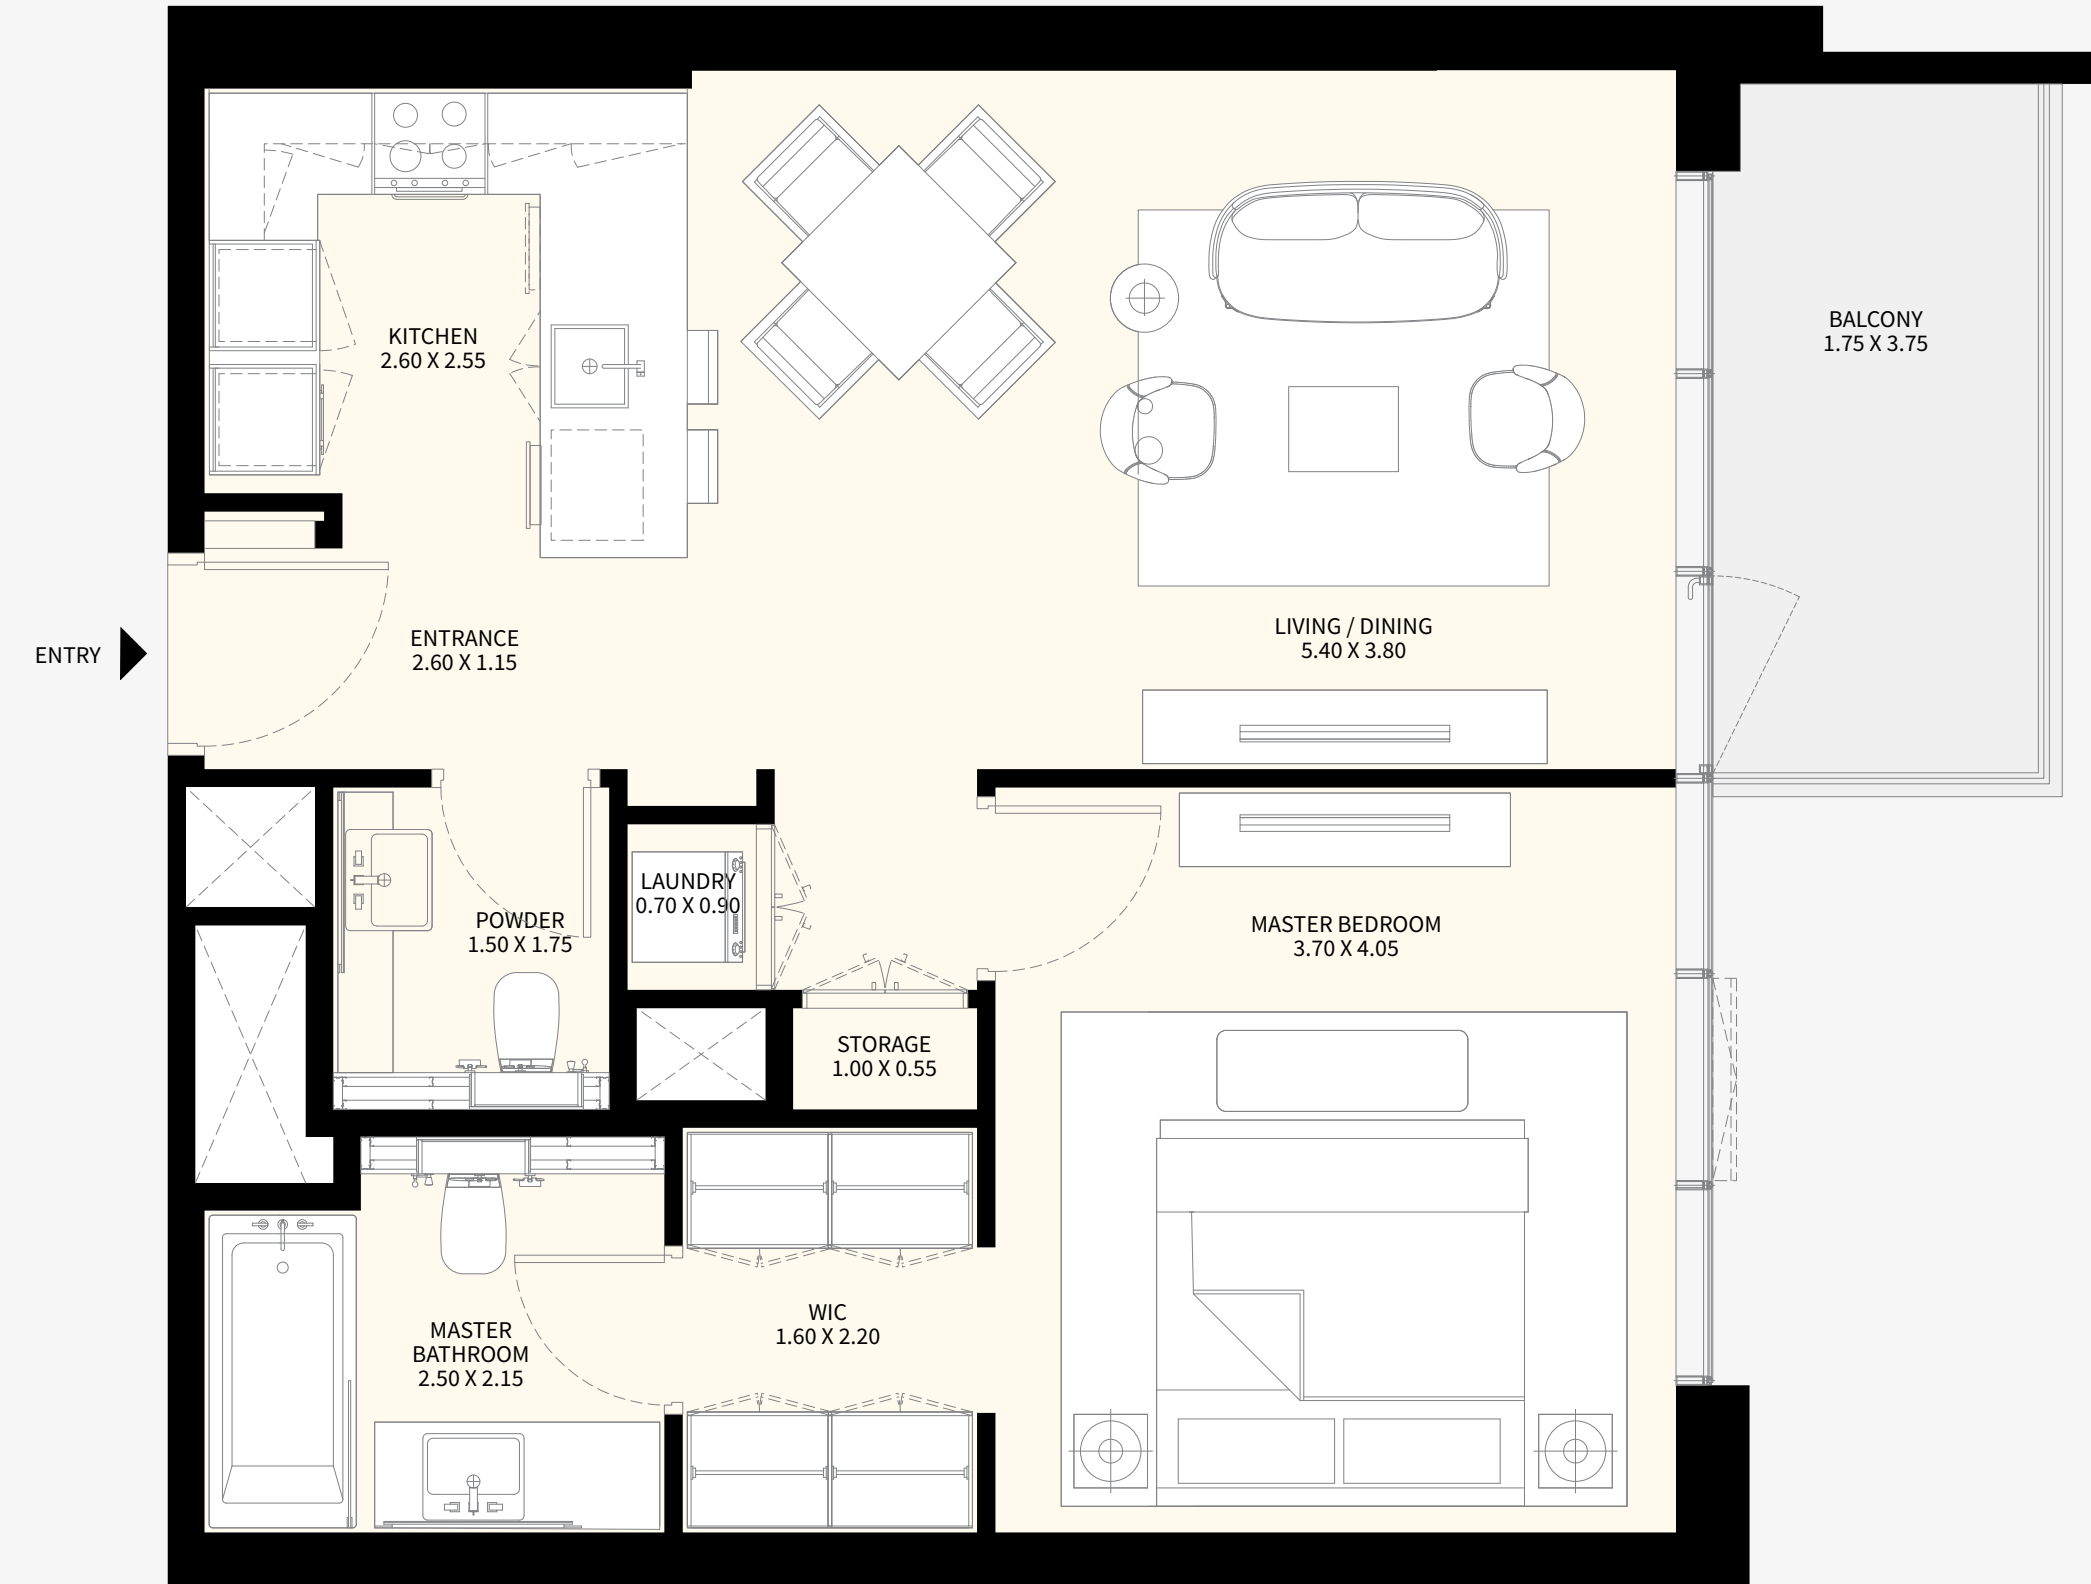 KITCHEN
2.60 X 2.55
BALCONY
1.75 X 3.75
ENTRY
ENTRANCE
2.60 X 1.15
LIVING / DINING
5.40 X 3.80
LAUNDRY
0.70 X 0.90
POWDER
1.50 X 1.75
MASTER BEDROOM
3.70 X 4.05
STORAGE
1.00 X 0.55
WIC
1.60 X 2.20
MASTER
BATHROOM
2.50 X 2.15